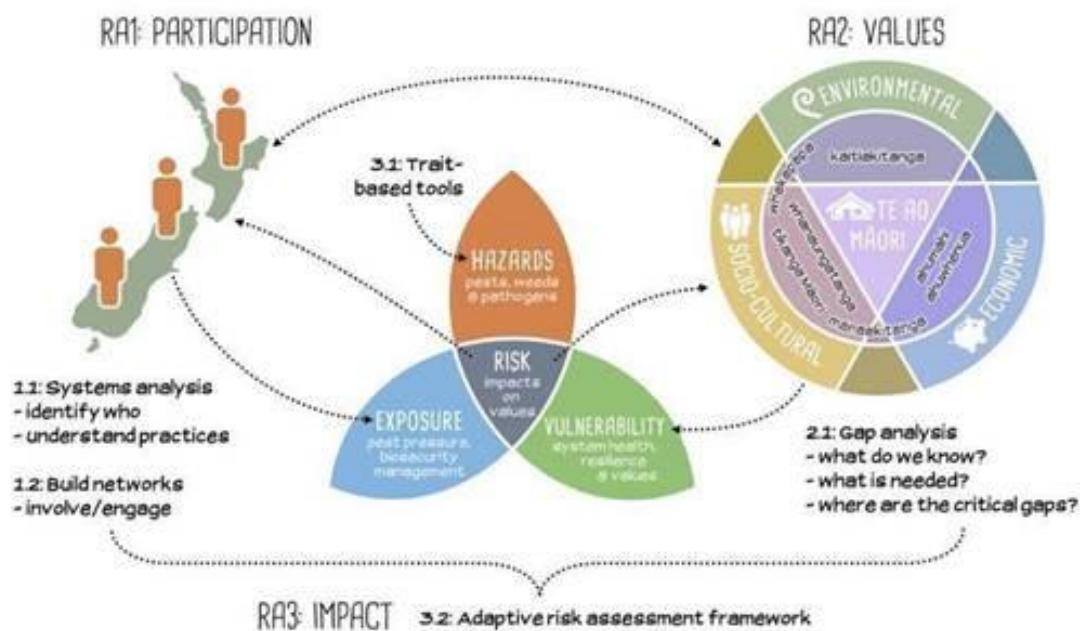 RA1: PARTICIPATION
RA2: VALUES
ENVIRONMENTAL
kaitiakitanga
whakapapa
whanaungatanga
tikanga Māori
manaakitanga
TE AO
MĀORI
ahumahi
ahuwhenua
SOCIO-CULTURAL
ECONOMIC
3.1: Trait-
based tools
HAZARDS
pests, weeds
& pathogens
RISK
impacts
on
values
EXPOSURE
pest pressure,
biosecurity
management
VULNERABILITY
system health,
resilience
& values
1.1: Systems analysis
- identify who
- understand practices
1.2: Build networks
- involve/engage
2.1: Gap analysis
- what do we know?
- what is needed?
- where are the critical gaps?
RA3: IMPACT
3.2: Adaptive risk assessment framework